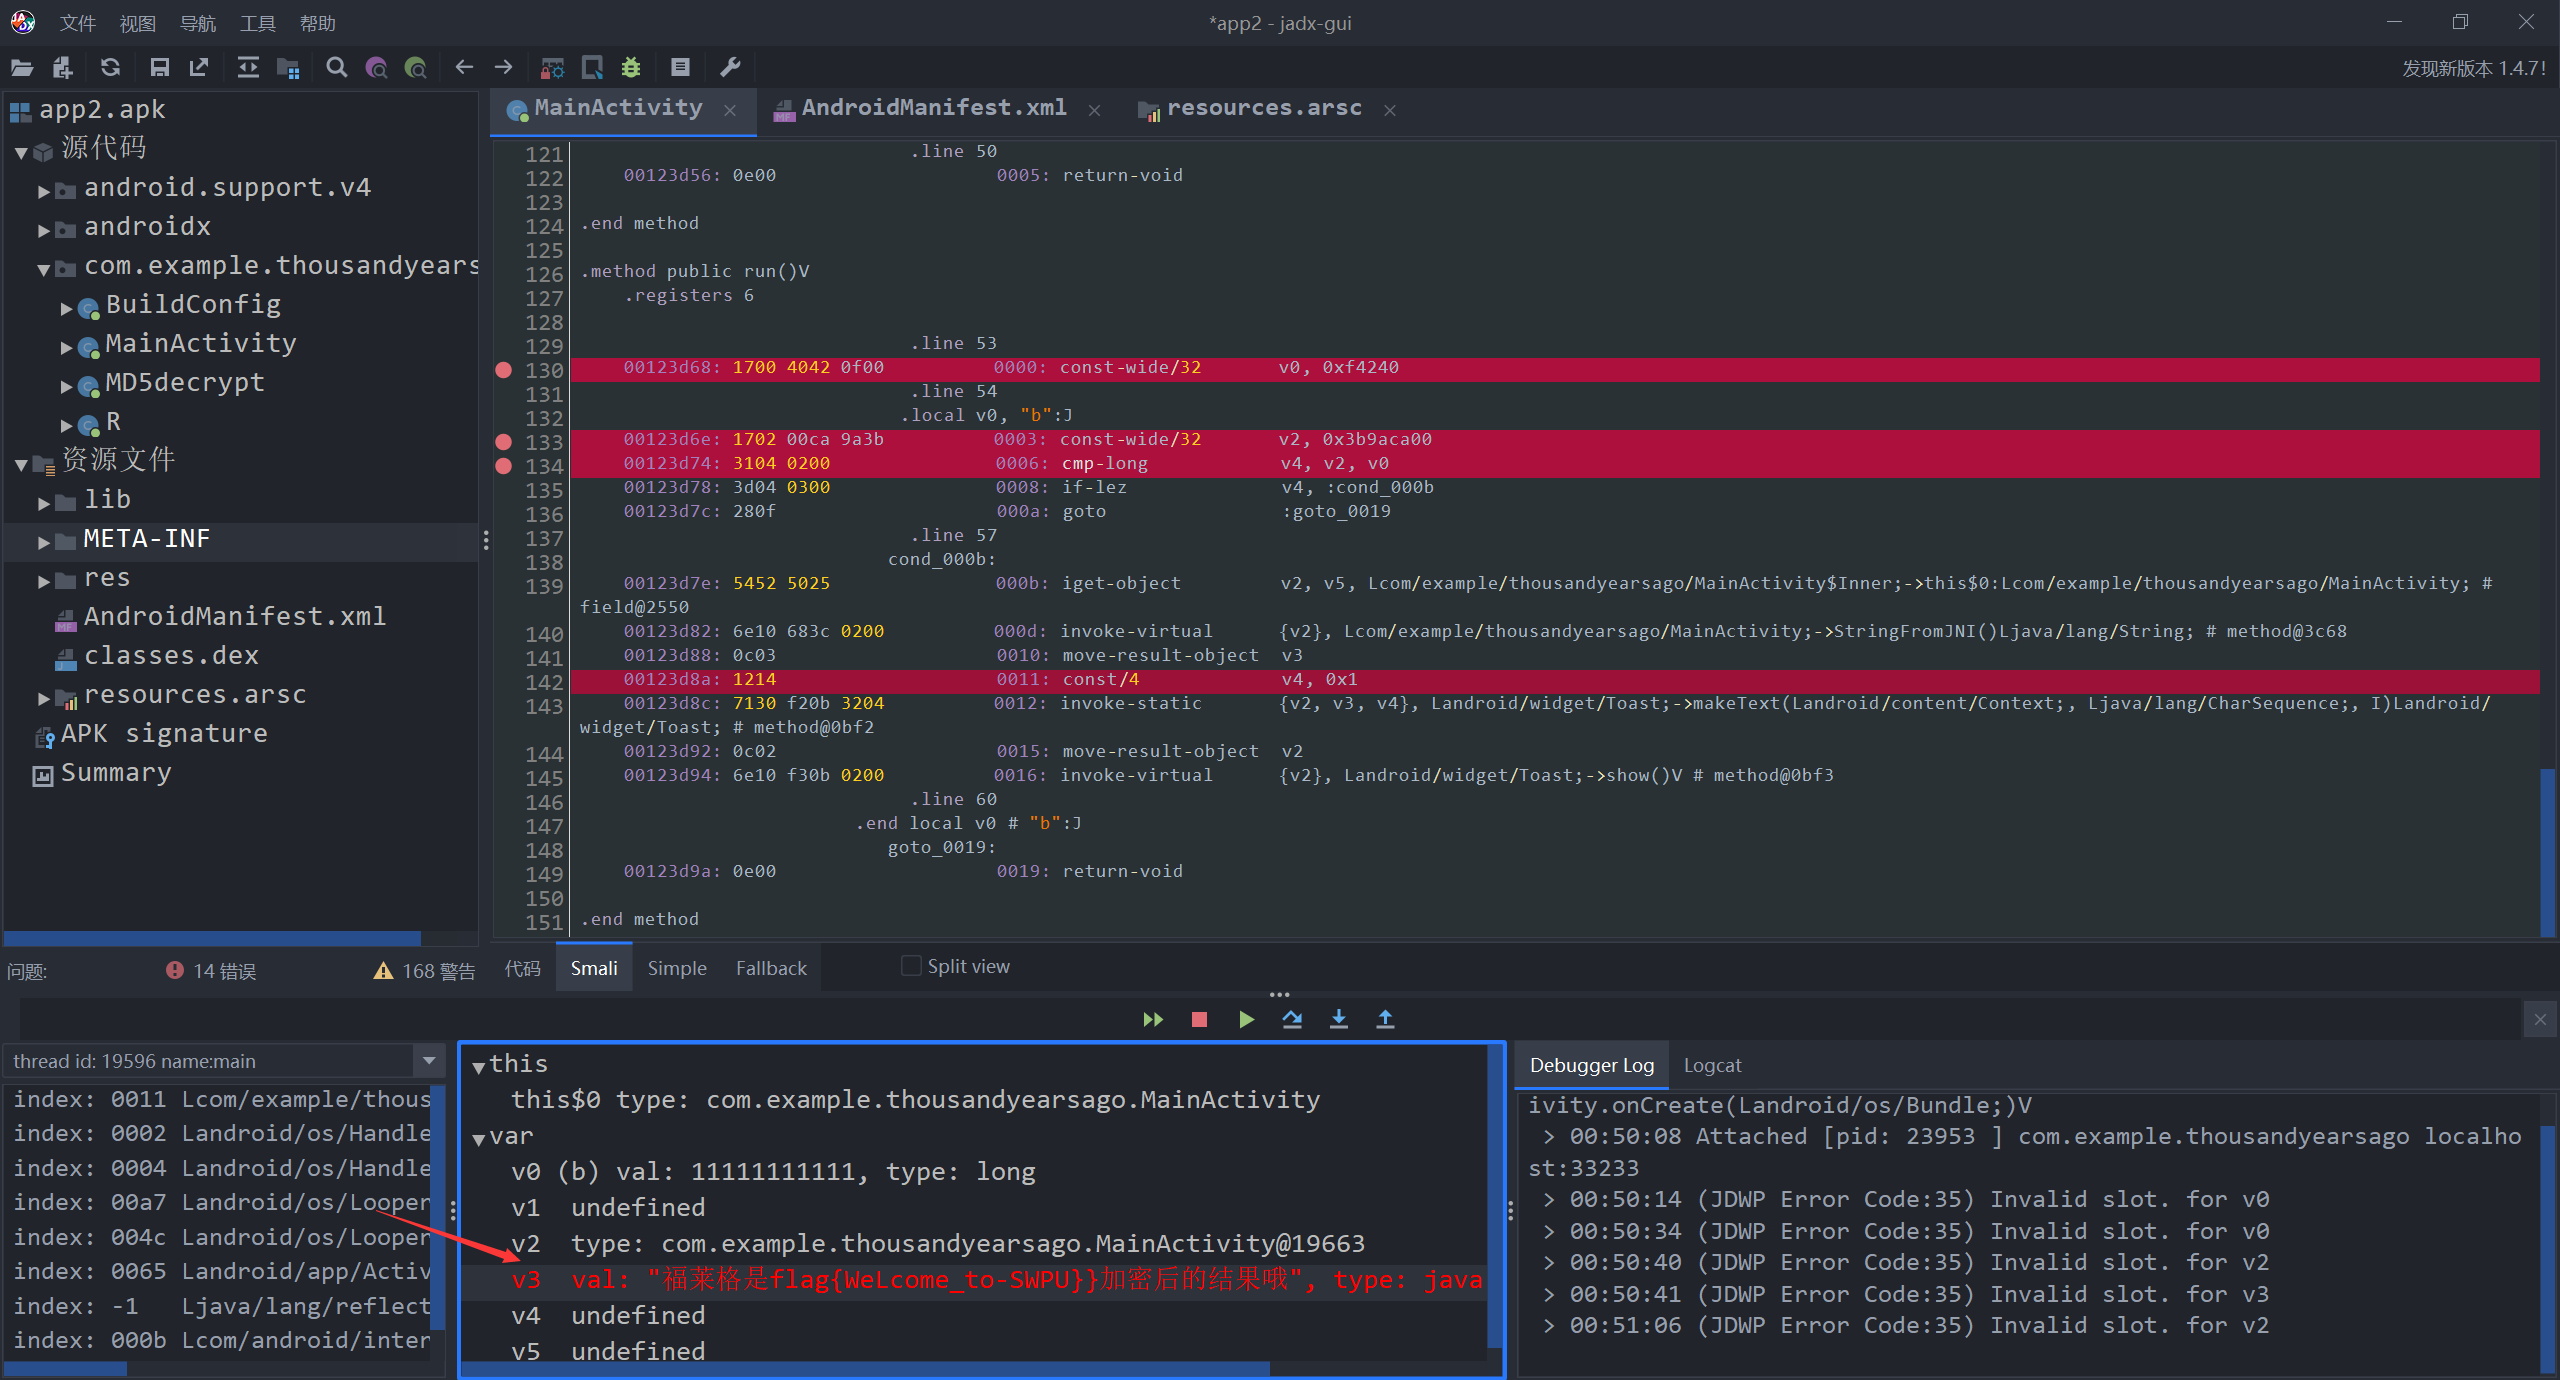 文件 视图 导航 工具 帮助
*app2 - jadx-gui
发现新版本 1.4.7!
app2.apk
源代码
android.support.v4
androidx
com.example.thousandyears
BuildConfig
MainActivity
MD5decrypt
R
资源文件
lib
META-INF
res
AndroidManifest.xml
classes.dex
resources.arsc
APK signature
Summary
MainActivity AndroidManifest.xml resources.arsc
121 .line 50
122 00123d56: 0e00 0005: return-void
123
124 .end method
125
126 .method public run()V
127 .registers 6
128
129 .line 53
130 00123d68: 1700 4042 0f00 0000: const-wide/32 v0, 0xf4240
131 .line 54
132 .local v0, "b":J
133 00123d6e: 1702 00ca 9a3b 0003: const-wide/32 v2, 0x3b9aca00
134 00123d74: 3104 0200 0006: cmp-long v4, v2, v0
135 00123d78: 3d04 0300 0008: if-lez v4, :cond_000b
136 00123d7c: 280f 000a: goto :goto_0019
137 .line 57
138 cond_000b:
139 00123d7e: 5452 5025 000b: iget-object v2, v5, Lcom/example/thousandyearsago/MainActivity$Inner;->this$0:Lcom/example/thousandyearsago/MainActivity; #
field@2550
140 00123d82: 6e10 683c 0200 000d: invoke-virtual {v2}, Lcom/example/thousandyearsago/MainActivity;->StringFromJNI()Ljava/lang/String; # method@3c68
141 00123d88: 0c03 0010: move-result-object v3
142 00123d8a: 1214 0011: const/4 v4, 0x1
143 00123d8c: 7130 f20b 3204 0012: invoke-static {v2, v3, v4}, Landroid/widget/Toast;->makeText(Landroid/content/Context;, Ljava/lang/CharSequence;, I)Landroid/
widget/Toast; # method@0bf2
144 00123d92: 0c02 0015: move-result-object v2
145 00123d94: 6e10 f30b 0200 0016: invoke-virtual {v2}, Landroid/widget/Toast;->show()V # method@0bf3
146 .line 60
147 .end local v0 # "b":J
148 goto_0019:
149 00123d9a: 0e00 0019: return-void
150
151 .end method
问题: 14 错误 168 警告
代码 Smali Simple Fallback Split view
thread id: 19596 name:main
index: 0011 Lcom/example/thous
index: 0002 Landroid/os/Handle
index: 0004 Landroid/os/Handle
index: 00a7 Landroid/os/Looper
index: 004c Landroid/os/Looper
index: 0065 Landroid/app/Activ
index: -1 Ljava/lang/reflect
index: 000b Lcom/android/inter
this
this$0 type: com.example.thousandyearsago.MainActivity
var
v0 (b) val: 11111111111, type: long
v1 undefined
v2 type: com.example.thousandyearsago.MainActivity@19663
v3 val: "福莱格是flag{WeLcome_to-SWPU}}加密后的结果哦", type: java
v4 undefined
v5 undefined
Debugger Log Logcat
ivity.onCreate(Landroid/os/Bundle;)V
> 00:50:08 Attached [pid: 23953 ] com.example.thousandyearsago localho
st:33233
> 00:50:14 (JDWP Error Code:35) Invalid slot. for v0
> 00:50:34 (JDWP Error Code:35) Invalid slot. for v0
> 00:50:40 (JDWP Error Code:35) Invalid slot. for v2
> 00:50:41 (JDWP Error Code:35) Invalid slot. for v3
> 00:51:06 (JDWP Error Code:35) Invalid slot. for v2